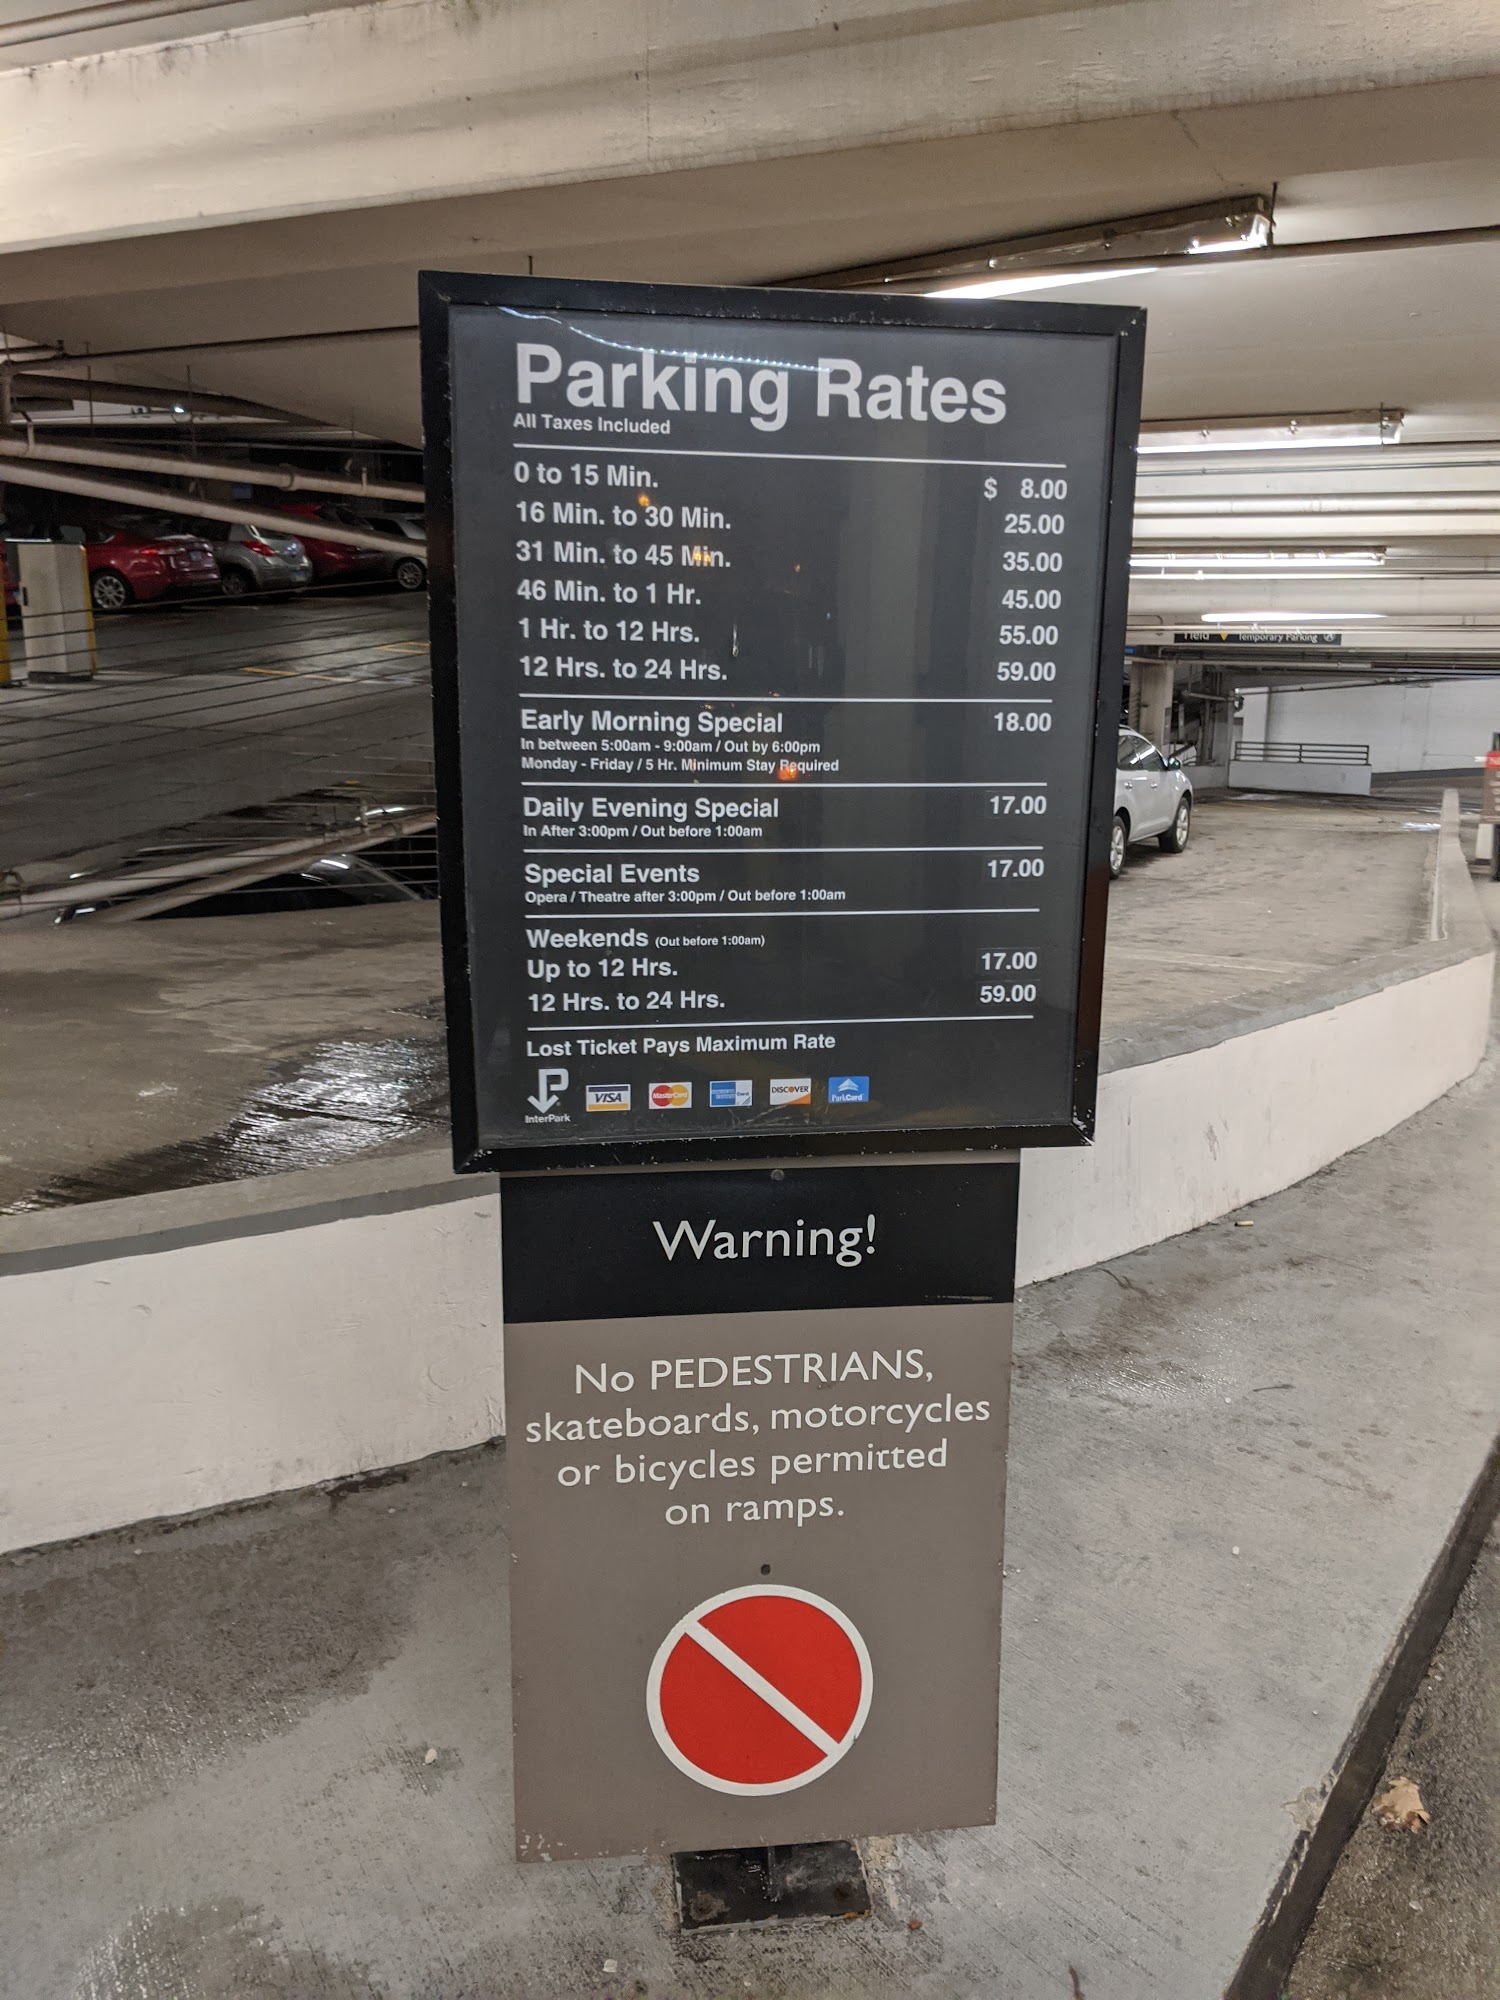 Parking Rates
All Taxes Included
0 to 15 Min. $ 8.00
16 Min. to 30 Min. 25.00
31 Min. to 45 Min. 35.00
46 Min. to 1 Hr. 45.00
1 Hr. to 12 Hrs. 55.00
12 Hrs. to 24 Hrs. 59.00
Early Morning Special 18.00
In between 5:00am - 9:00am / Out by 6:00pm
Monday - Friday / 5 Hr. Minimum Stay Required
Daily Evening Special 17.00
In After 3:00pm / Out before 1:00am
Special Events 17.00
Opera / Theatre after 3:00pm / Out before 1:00am
Weekends (Out before 1:00am)
Up to 12 Hrs. 17.00
12 Hrs. to 24 Hrs. 59.00
Lost Ticket Pays Maximum Rate
P
InterPark
VISA MasterCard DISCOVER ParkCard
Warning!
No PEDESTRIANS,
skateboards, motorcycles
or bicycles permitted
on ramps.
Temporary Parking